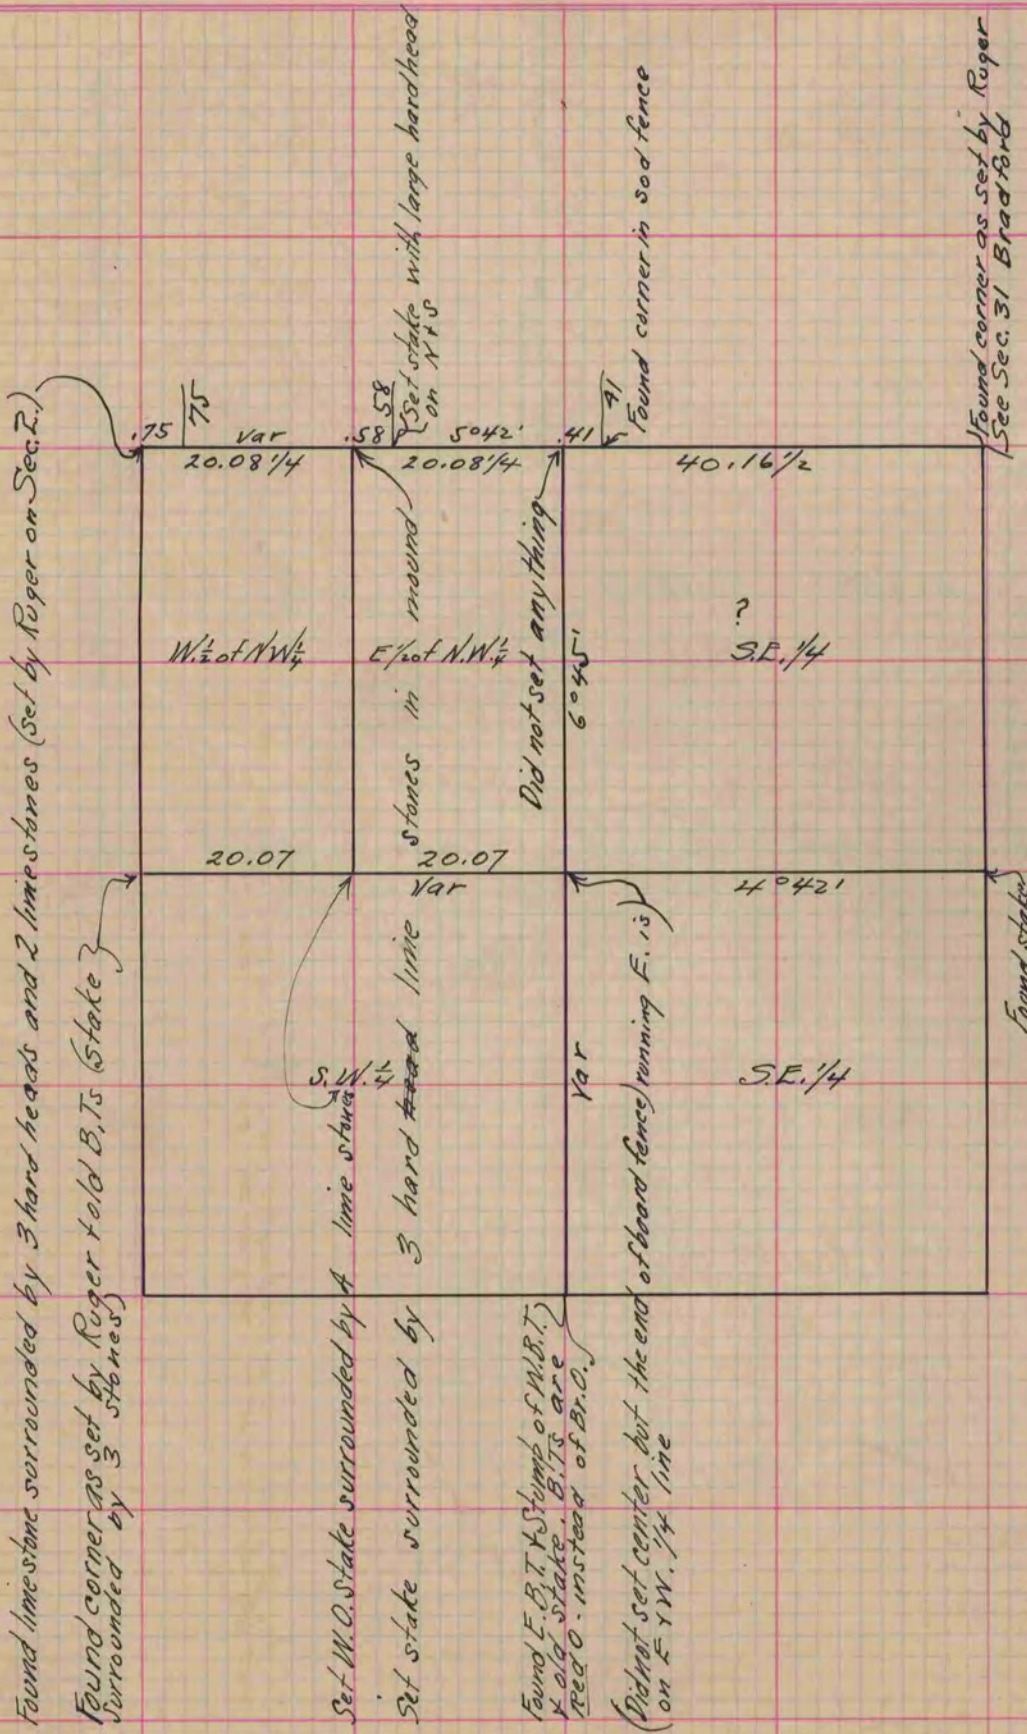 Found limestone surrounded by 3 hard heads and 2 limestones (set by Ruger on Sec. 2.)
Found corner as set by Ruger + old B,Ts (stake
surrounded by 3 stones)
.75
75
Var
20.08 1/4
.58
58
Set stake with large hardhead
on N + S
5°42'
20.08 1/4
.41
41
Found corner in sod fence
40.16 1/2
Found corner as set by Ruger
See Sec. 31 Bradford
W. 1/2 of N.W 1/4
E 1/2 of N.W. 1/4
Did not set anything
6°45'
?
S.E. 1/4
20.07
20.07
Var
4°42'
Found stake
S.W. 1/4
Var
S.E. 1/4
Set W.O. stake surrounded by 4 lime stones
Set stake surrounded by 3 hard head lime stones in mound
Found E.B.T. + Stump of W.B.T.
+ old stake. B.Ts are
Red O - instead of Br. O.
(Did not set center but the end of board fence) running E. is)
on E + W. 1/4 line